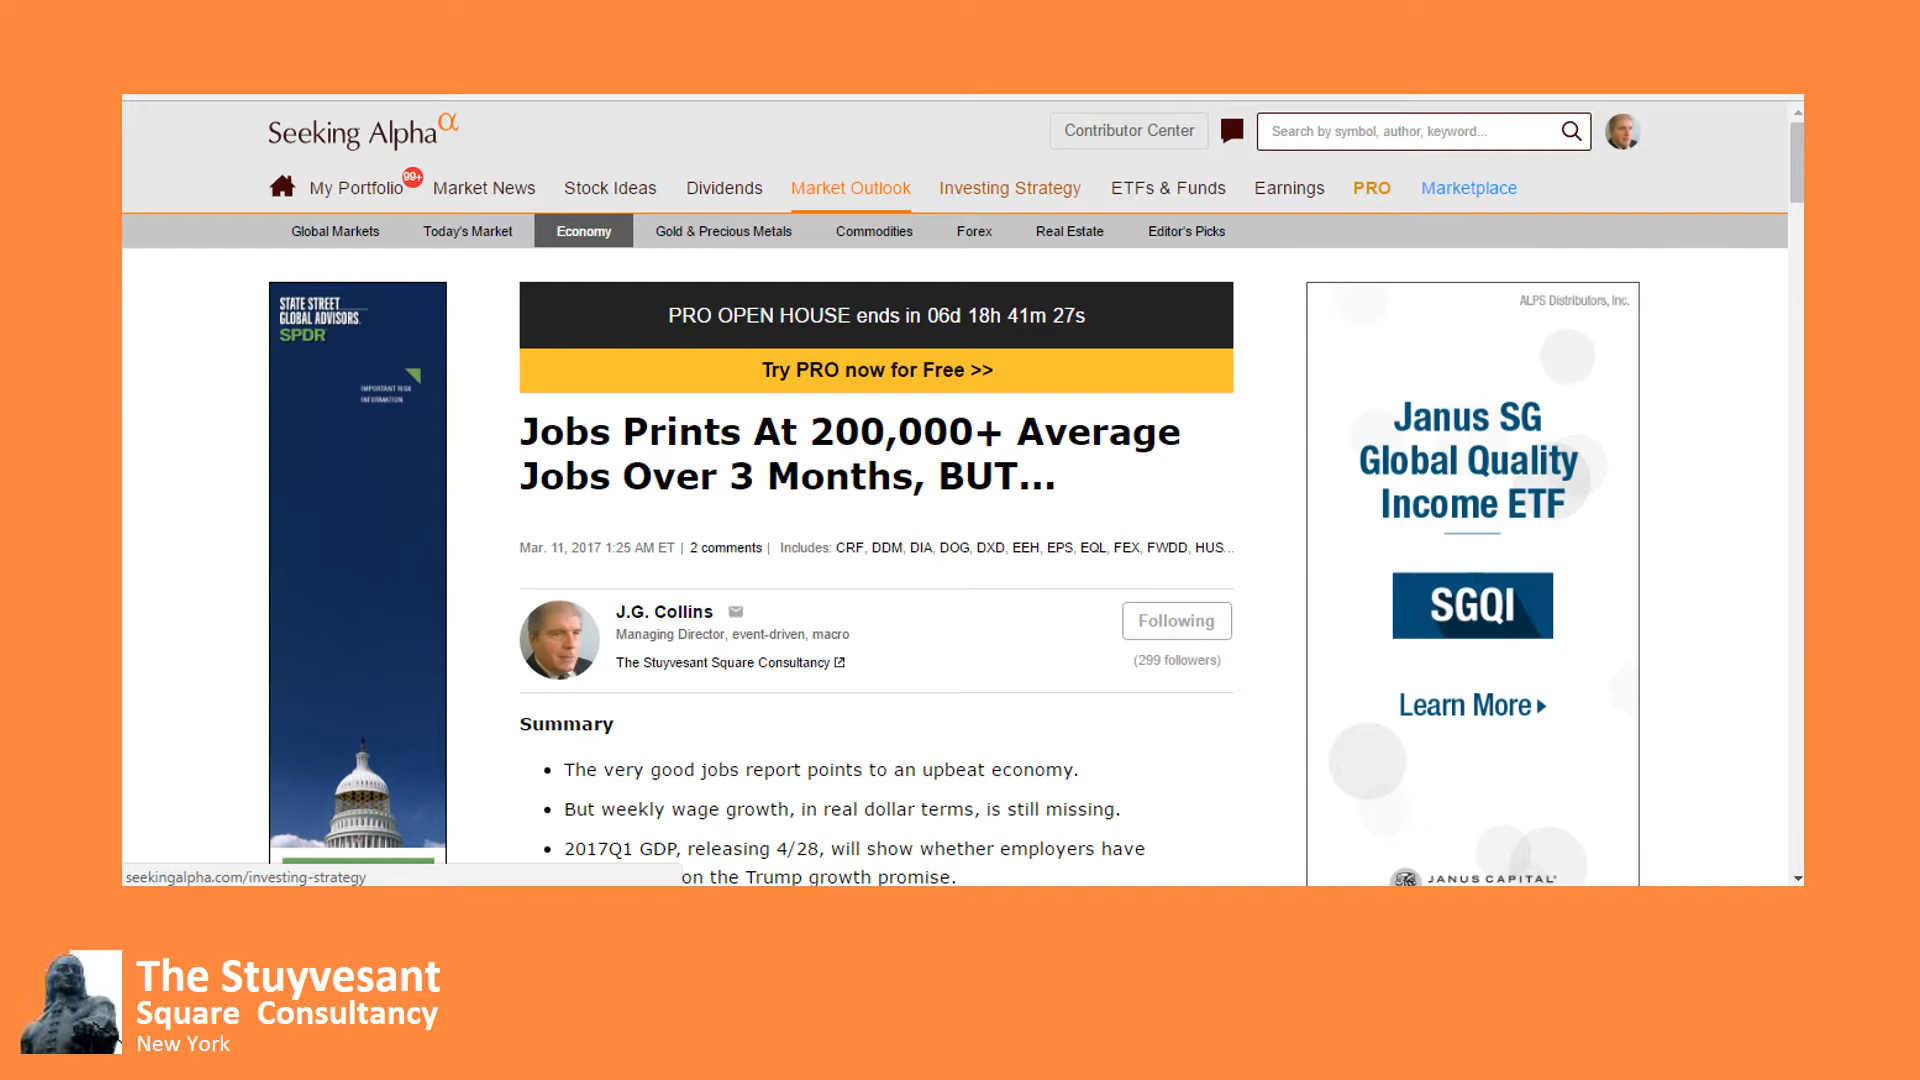 Seeking Alpha α
Contributor Center
Search by symbol, author, keyword...
My Portfolio 99+ Market News Stock Ideas Dividends Market Outlook Investing Strategy ETFs & Funds Earnings PRO Marketplace
Global Markets Today's Market Economy Gold & Precious Metals Commodities Forex Real Estate Editor's Picks
STATE STREET
GLOBAL ADVISORS
SPDR
IMPORTANT RISK
INFORMATION
PRO OPEN HOUSE ends in 06d 18h 41m 27s
Try PRO now for Free >>
Jobs Prints At 200,000+ Average
Jobs Over 3 Months, BUT...
Mar. 11, 2017 1:25 AM ET | 2 comments | Includes: CRF, DDM, DIA, DOG, DXD, EEH, EPS, EQL, FEX, FWDD, HUS...
J.G. Collins
Managing Director, event-driven, macro
The Stuyvesant Square Consultancy
Following
(299 followers)
Summary
• The very good jobs report points to an upbeat economy.
• But weekly wage growth, in real dollar terms, is still missing.
• 2017Q1 GDP, releasing 4/28, will show whether employers have
on the Trump growth promise.
ALPS Distributors, Inc.
Janus SG
Global Quality
Income ETF
SGQI
Learn More
JANUS CAPITAL
seekingalpha.com/investing-strategy
The Stuyvesant
Square Consultancy
New York